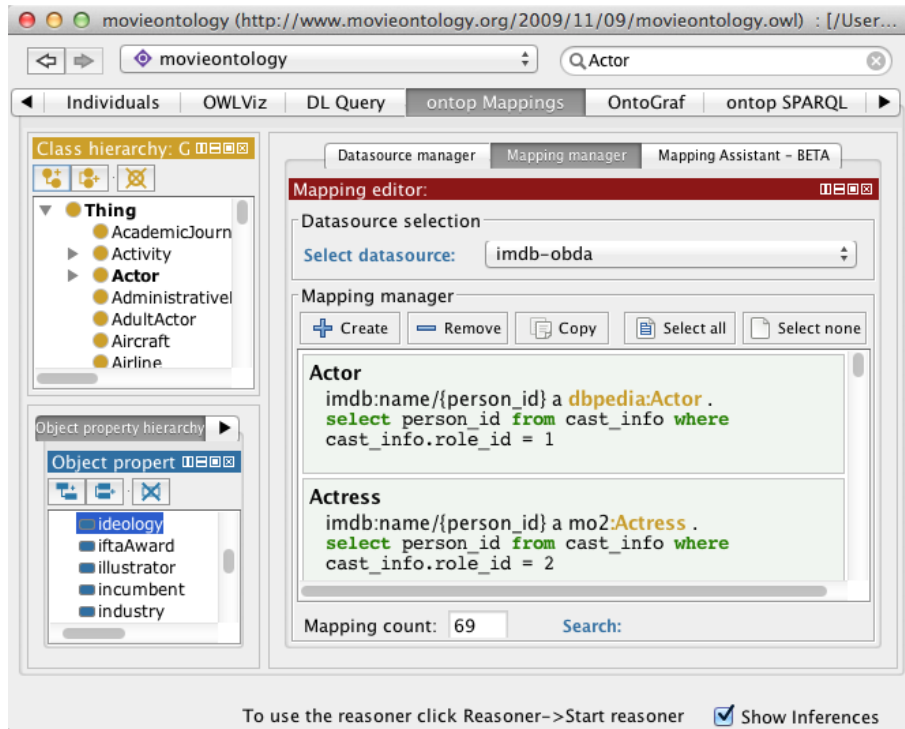 movieontology (http://www.movieontology.org/2009/11/09/movieontology.owl) : [/User...
movieontology
Actor
Individuals OWLViz DL Query ontop Mappings OntoGraf ontop SPARQL
Class hierarchy: G
Thing
AcademicJourn
Activity
Actor
Administrativel
AdultActor
Aircraft
Airline
Object property hierarchy
Object propert
ideology
iftaAward
illustrator
incumbent
industry
Datasource manager Mapping manager Mapping Assistant – BETA
Mapping editor:
Datasource selection
Select datasource: imdb-obda
Mapping manager
Create Remove Copy Select all Select none
Actor
imdb:name/{person_id} a dbpedia:Actor .
select person_id from cast_info where
cast_info.role_id = 1
Actress
imdb:name/{person_id} a mo2:Actress .
select person_id from cast_info where
cast_info.role_id = 2
Mapping count: 69 Search:
To use the reasoner click Reasoner->Start reasoner Show Inferences